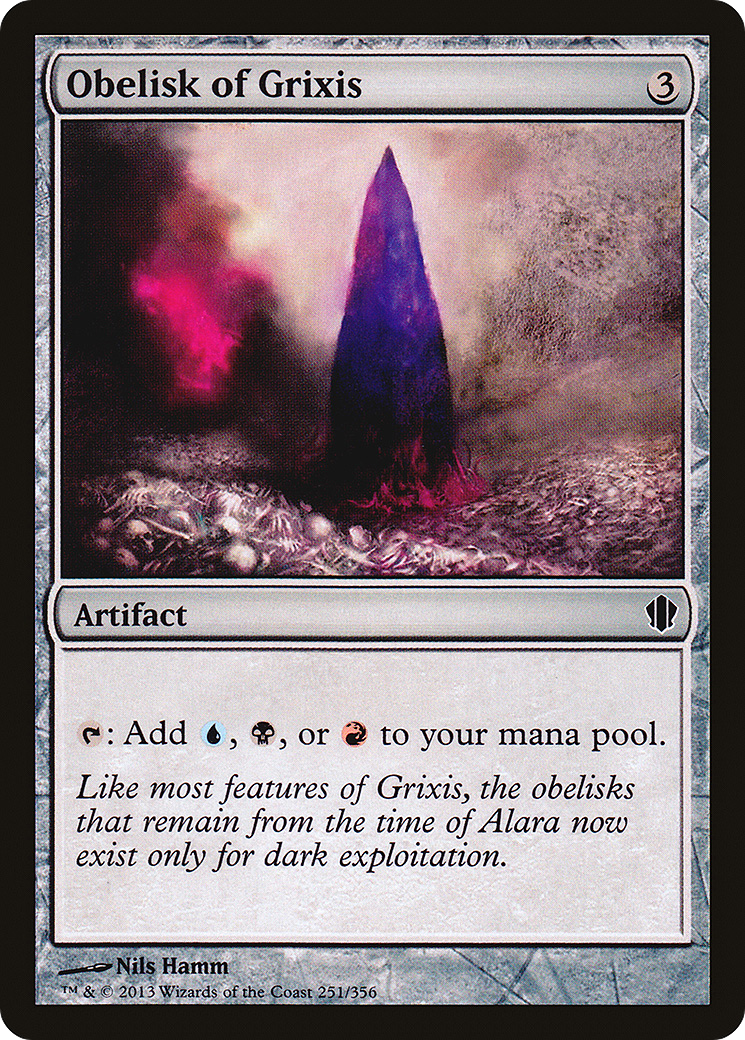 Obelisk of Grixis 3
Artifact
: Add , , or to your mana pool.
Like most features of Grixis, the obelisks
that remain from the time of Alara now
exist only for dark exploitation.
Nils Hamm
™ & © 2013 Wizards of the Coast 251/356